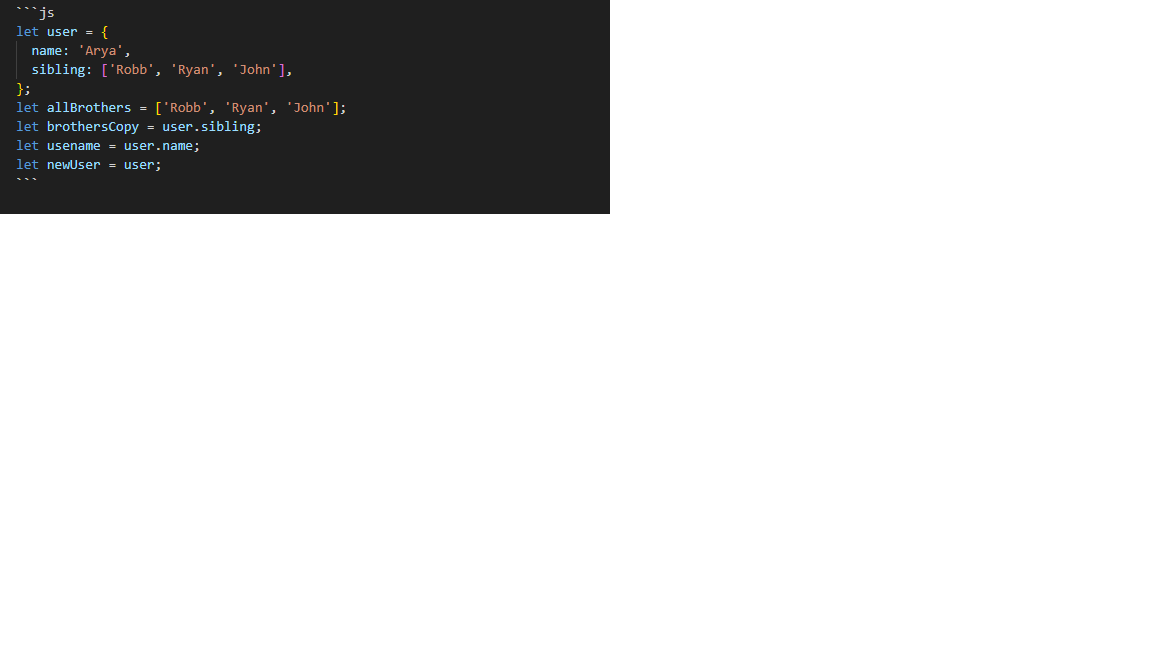 ```js
let user = {
  name: 'Arya',
  sibling: ['Robb', 'Ryan', 'John'],
};
let allBrothers = ['Robb', 'Ryan', 'John'];
let brothersCopy = user.sibling;
let usename = user.name;
let newUser = user;
```